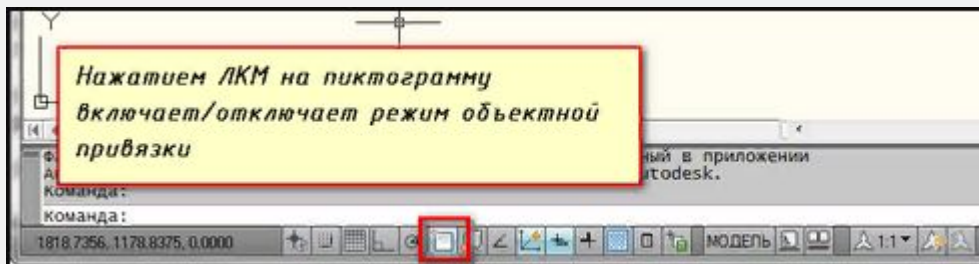 Y
Нажатием ЛКМ на пиктограмму
включает/отключает режим объектной
привязки
ный в приложении
utodesk.
Команда:
Команда:
1818.7356, 1178.8375, 0.0000 МОДЕЛЬ 1:1